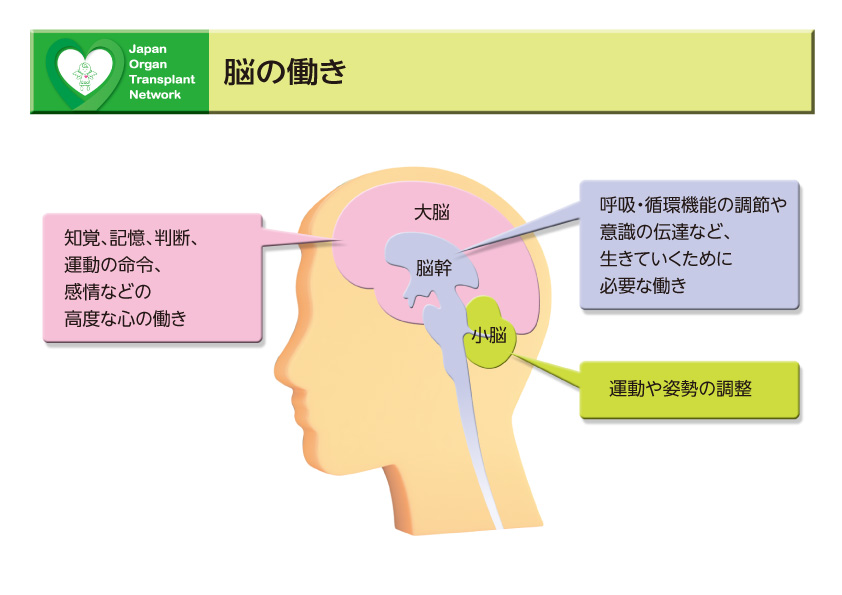 Japan
Organ
Transplant
Network
脳の働き
知覚、記憶、判断、
運動の命令、
感情などの
高度な心の働き
大脳
脳幹
小脳
呼吸・循環機能の調節や
意識の伝達など、
生きていくために
必要な働き
運動や姿勢の調整